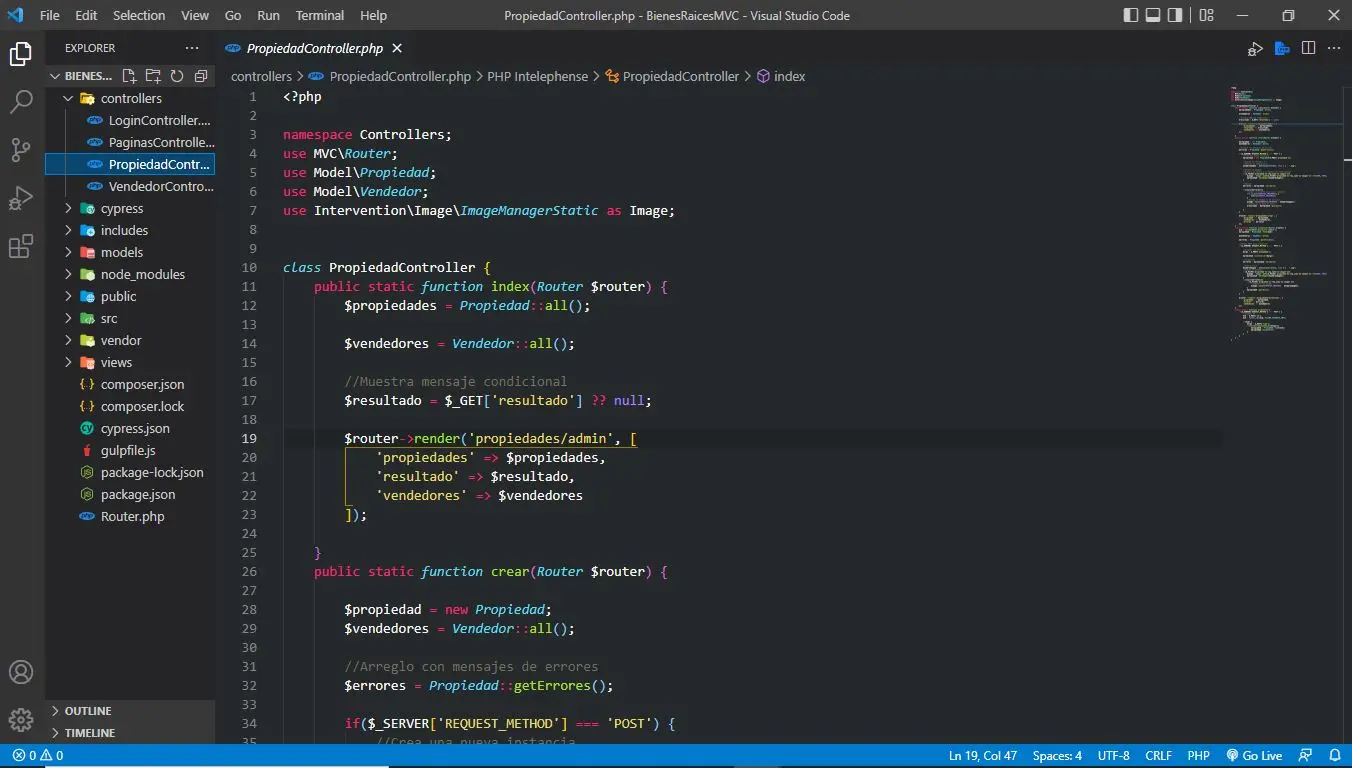 File Edit Selection View Go Run Terminal Help
PropiedadController.php - BienesRaicesMVC - Visual Studio Code
EXPLORER
BIENES...
controllers
LoginController....
PaginasControlle...
PropiedadContr...
VendedorContro...
cypress
includes
models
node_modules
public
src
vendor
views
composer.json
composer.lock
cypress.json
gulpfile.js
package-lock.json
package.json
Router.php
OUTLINE
TIMELINE
PropiedadController.php
controllers > PropiedadController.php > PHP Intelephense > PropiedadController > index
1 <?php
2
3 namespace Controllers;
4 use MVC\Router;
5 use Model\Propiedad;
6 use Model\Vendedor;
7 use Intervention\Image\ImageManagerStatic as Image;
8
9
10 class PropiedadController {
11 public static function index(Router $router) {
12 $propiedades = Propiedad::all();
13
14 $vendedores = Vendedor::all();
15
16 //Muestra mensaje condicional
17 $resultado = $_GET['resultado'] ?? null;
18
19 $router->render('propiedades/admin', [
20 'propiedades' => $propiedades,
21 'resultado' => $resultado,
22 'vendedores' => $vendedores
23 ]);
24
25 }
26 public static function crear(Router $router) {
27
28 $propiedad = new Propiedad;
29 $vendedores = Vendedor::all();
30
31 //Arreglo con mensajes de errores
32 $errores = Propiedad::getErrores();
33
34 if($_SERVER['REQUEST_METHOD'] === 'POST') {
35 //Crea una nueva instancia
0 0
Ln 19, Col 47 Spaces: 4 UTF-8 CRLF PHP Go Live